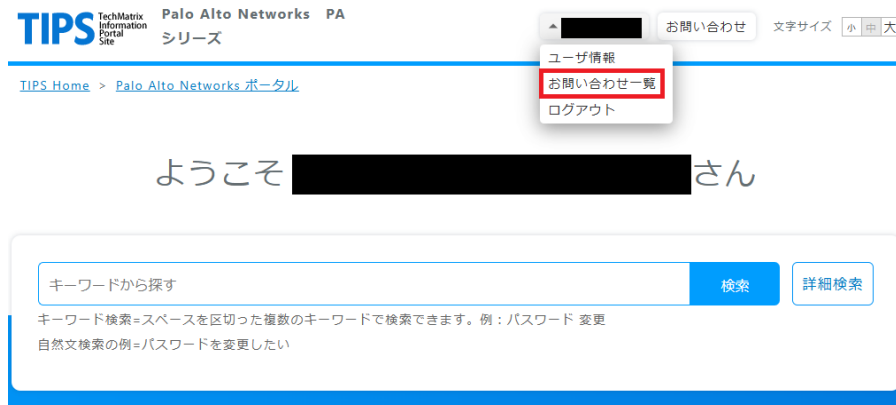 TIPS TechMatrix Information Portal Site
Palo Alto Networks PA
シリーズ
お問い合わせ 文字サイズ 小 中 大
ユーザ情報
お問い合わせ一覧
ログアウト
TIPS Home > Palo Alto Networks ポータル
ようこそ さん
キーワードから探す 検索 詳細検索
キーワード検索=スペースを区切った複数のキーワードで検索できます。例：パスワード 変更
自然文検索の例=パスワードを変更したい